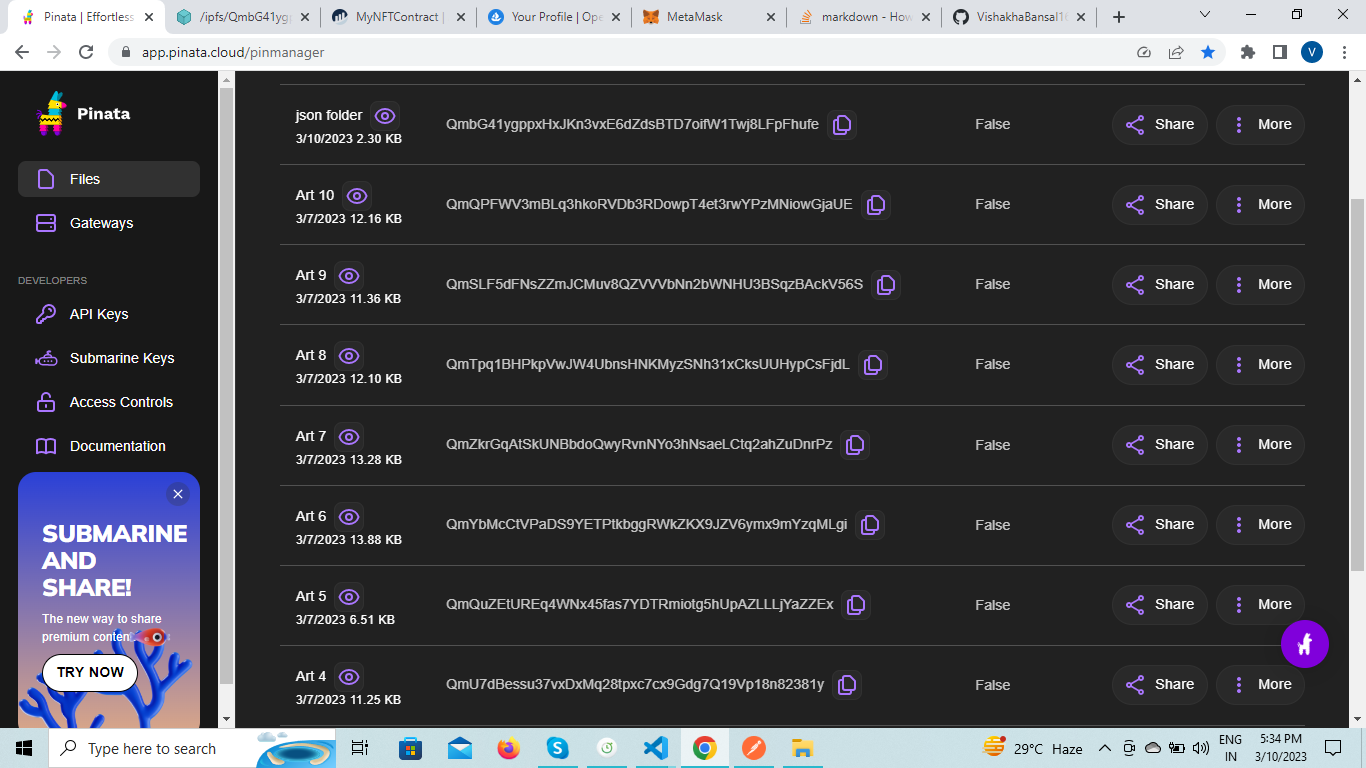 Pinata | Effortless
/ipfs/QmbG41ygp
MyNFTContract |
Your Profile | Ope
MetaMask
markdown - How
VishakhaBansal16
app.pinata.cloud/pinmanager
V
Pinata
Files
Gateways
DEVELOPERS
API Keys
Submarine Keys
Access Controls
Documentation
SUBMARINE
AND
SHARE!
The new way to share
premium content.
TRY NOW
json folder
3/10/2023 2.30 KB
QmbG41ygppxHxJKn3vxE6dZdsBTD7oifW1Twj8LFpFhufe
False
Share
More
Art 10
3/7/2023 12.16 KB
QmQPFWV3mBLq3hkoRVDb3RDowpT4et3rwYPzMNiowGjaUE
False
Share
More
Art 9
3/7/2023 11.36 KB
QmSLF5dFNsZZmJCMuv8QZVVVbNn2bWNHU3BSqzBAckV56S
False
Share
More
Art 8
3/7/2023 12.10 KB
QmTpq1BHPkpVwJW4UbnsHNKMyzSNh31xCksUUHypCsFjdL
False
Share
More
Art 7
3/7/2023 13.28 KB
QmZkrGqAtSkUNBbdoQwyRvnNYo3hNsaeLCtq2ahZuDnrPz
False
Share
More
Art 6
3/7/2023 13.88 KB
QmYbMcCtVPaDS9YETPtkbggRWkZKX9JZV6ymx9mYzqMLgi
False
Share
More
Art 5
3/7/2023 6.51 KB
QmQuZEtUREq4WNx45fas7YDTRmiotg5hUpAZLLLjYaZZEx
False
Share
More
Art 4
3/7/2023 11.25 KB
QmU7dBessu37vxDxMq28tpxc7cx9Gdg7Q19Vp18n82381y
False
Share
More
Type here to search
29°C Haze
ENG
IN
5:34 PM
3/10/2023